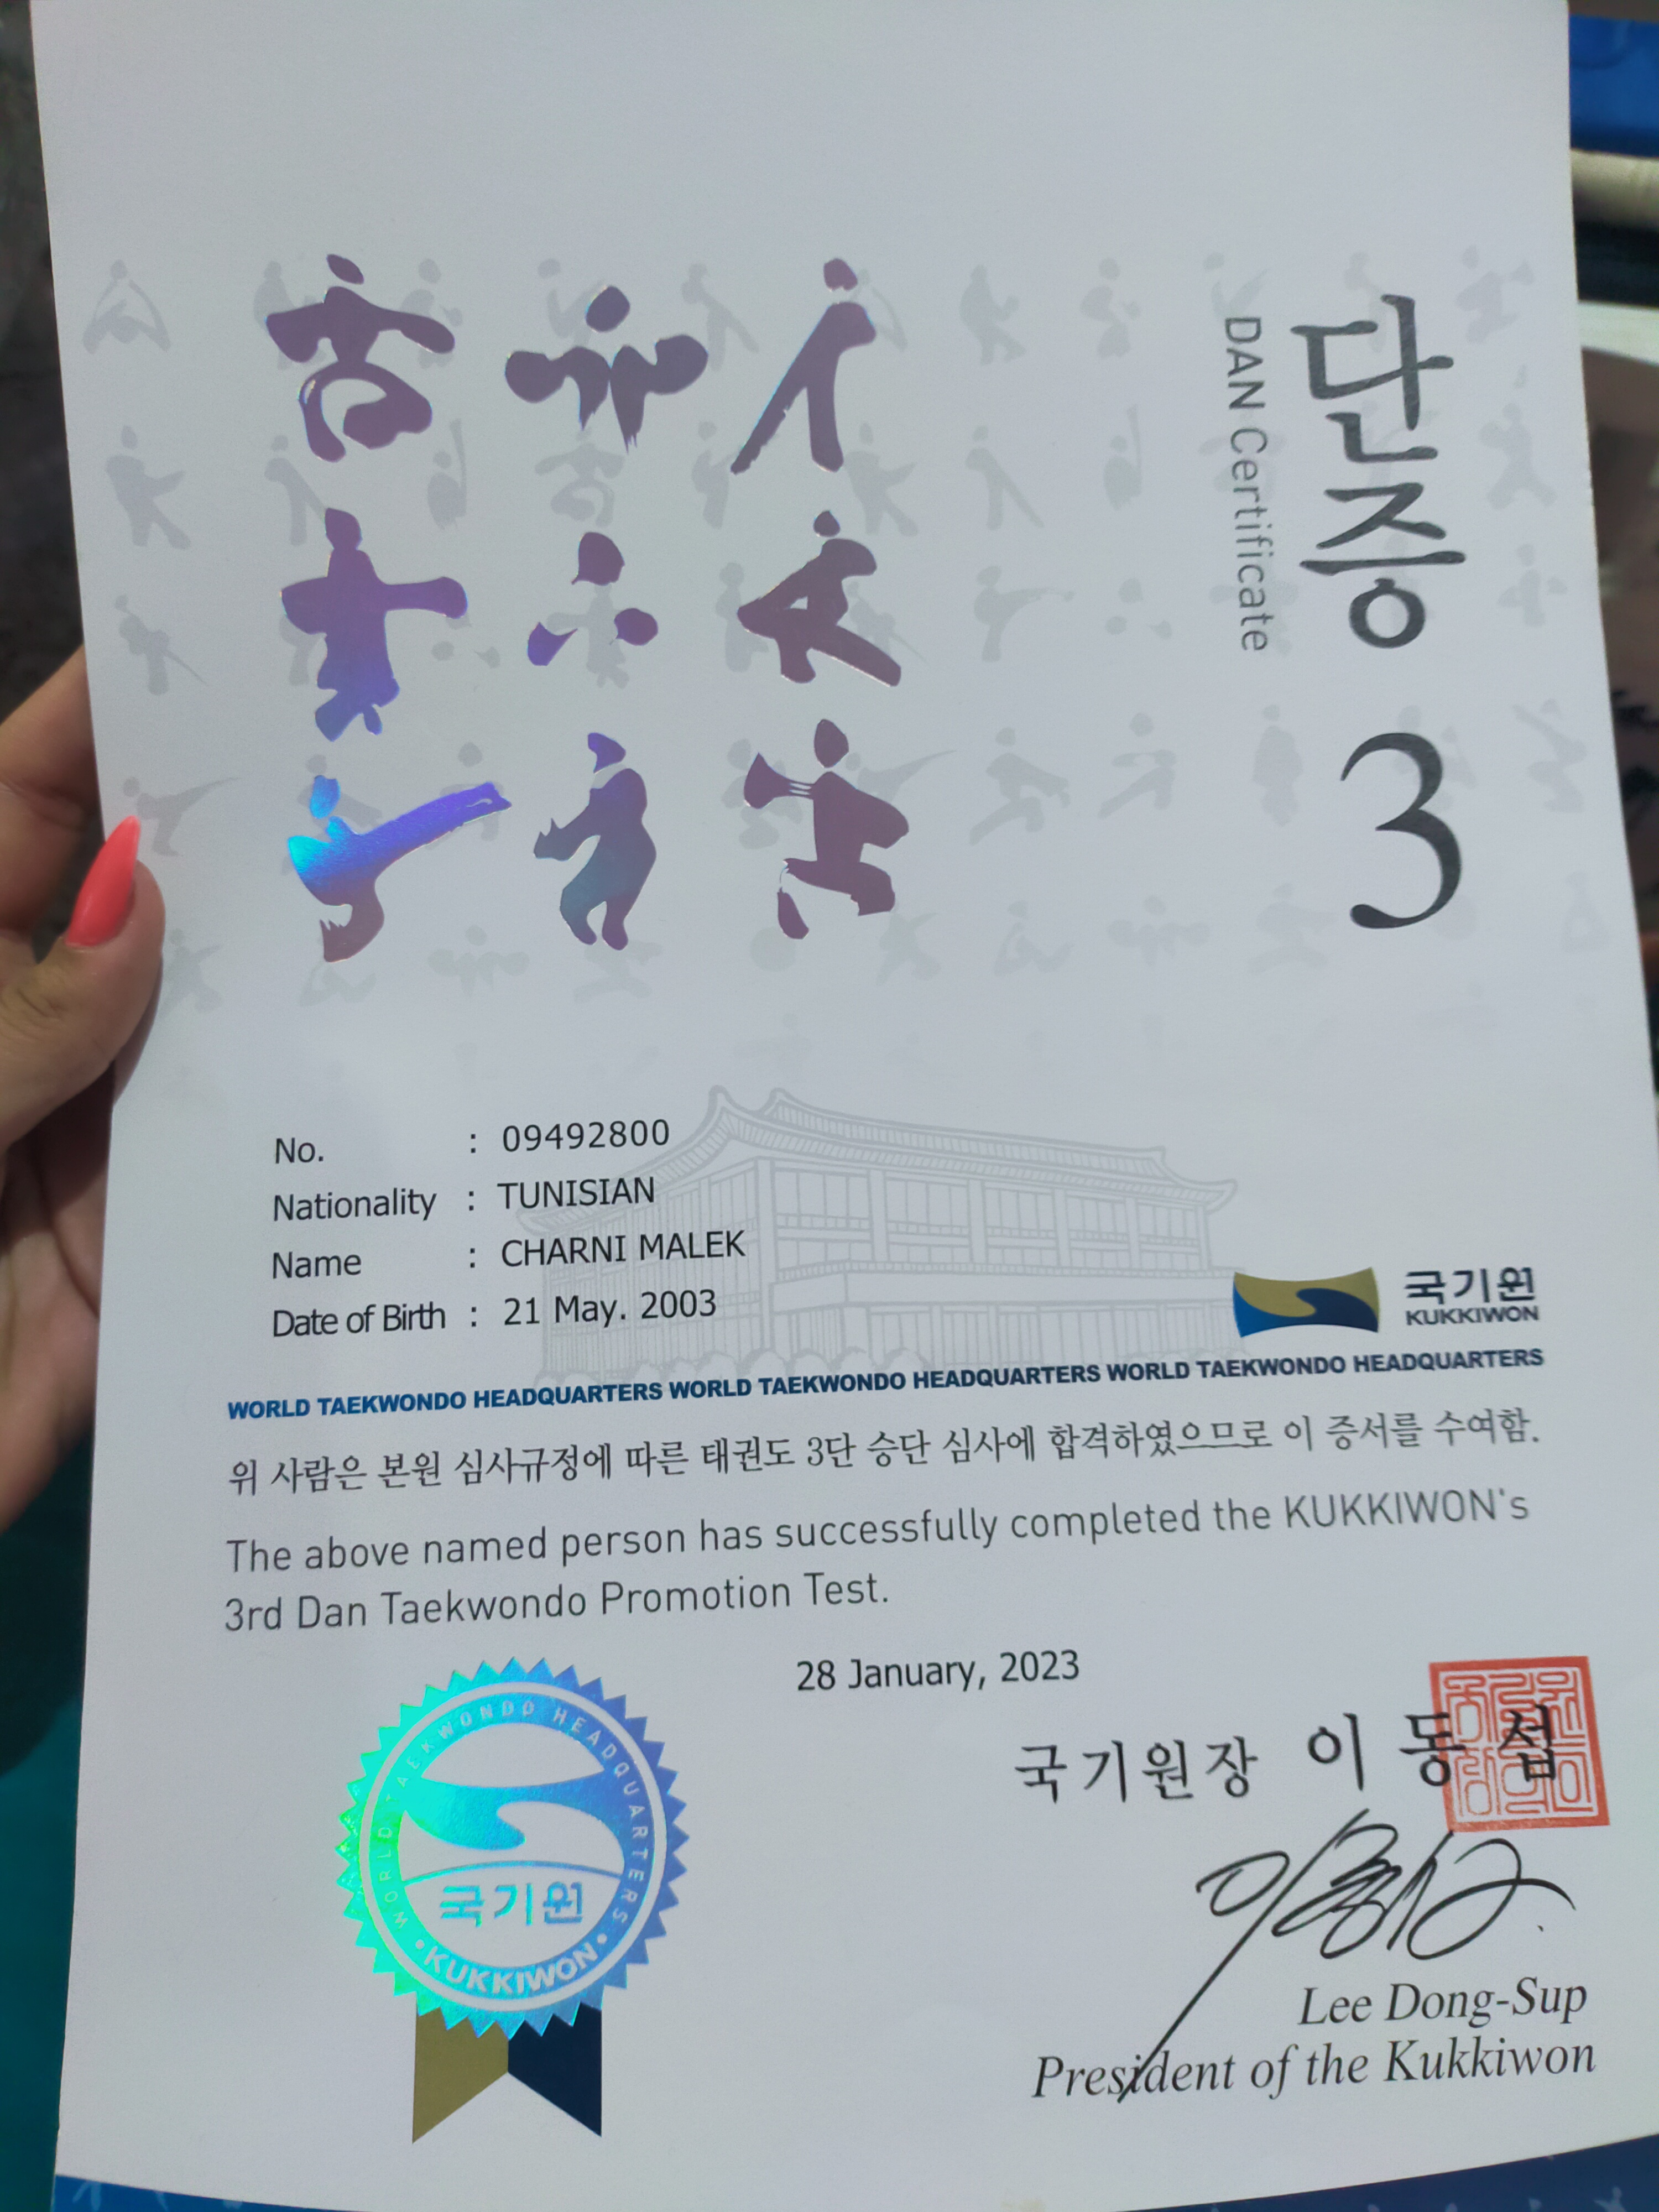 단증 3
DAN Certificate
No. : 09492800
Nationality : TUNISIAN
Name : CHARNI MALEK
Date of Birth : 21 May. 2003
국기원
KUKKIWON
WORLD TAEKWONDO HEADQUARTERS WORLD TAEKWONDO HEADQUARTERS WORLD TAEKWONDO HEADQUARTERS
위 사람은 본원 심사규정에 따른 태권도 3단 승단 심사에 합격하였으므로 이 증서를 수여함.
The above named person has successfully completed the KUKKIWON's
3rd Dan Taekwondo Promotion Test.
28 January, 2023
국기원장 이동섭
Lee Dong-Sup
President of the Kukkiwon
WORLD TAEKWONDO HEADQUARTERS
국기원
• KUKKIWON •